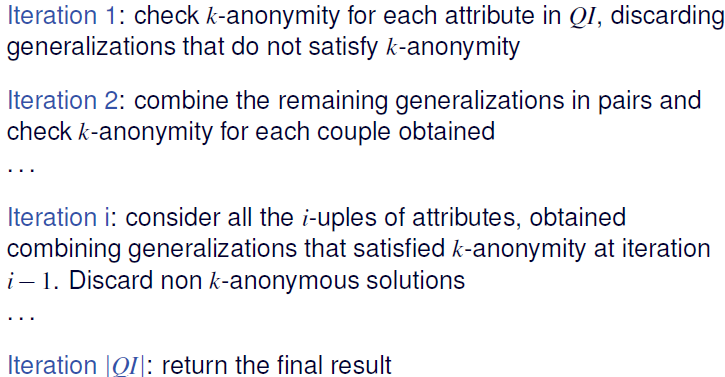 Iteration 1: check k-anonymity for each attribute in QI, discarding
generalizations that do not satisfy k-anonymity
Iteration 2: combine the remaining generalizations in pairs and
check k-anonymity for each couple obtained
...
Iteration i: consider all the i-uples of attributes, obtained
combining generalizations that satisfied k-anonymity at iteration
i − 1. Discard non k-anonymous solutions
...
Iteration |QI|: return the final result